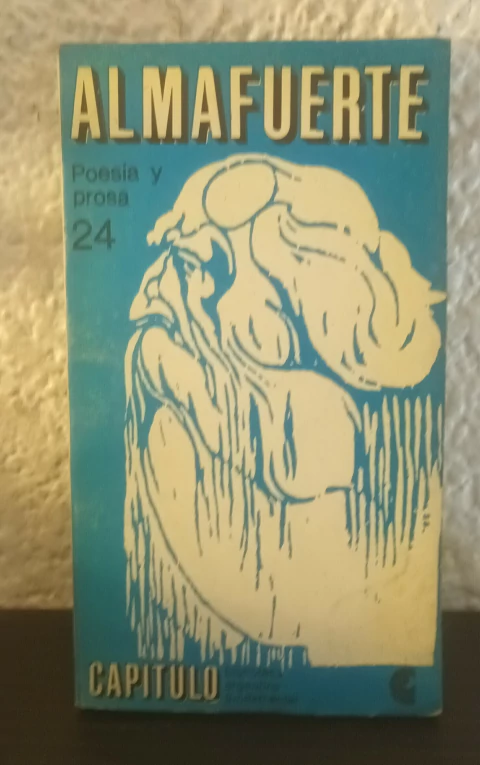 ALMAFUERTE
Poesía y
prosa
24
CAPITULO